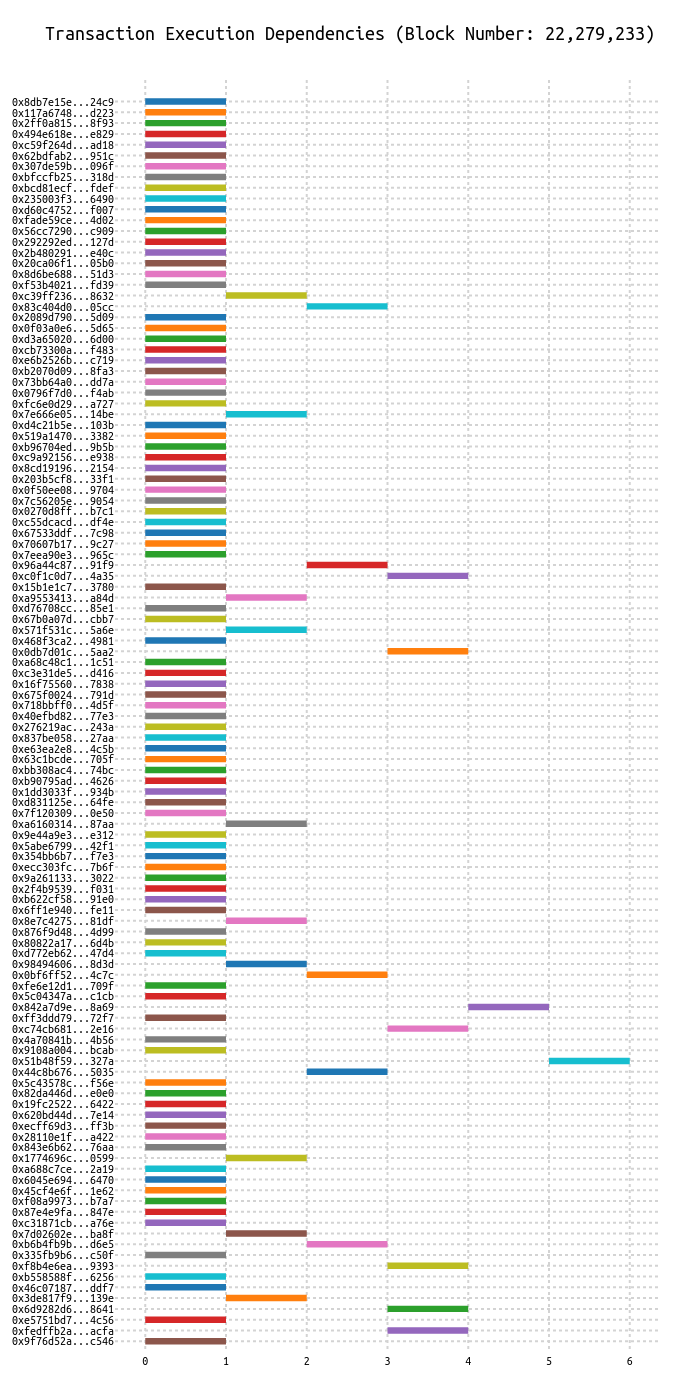 Transaction Execution Dependencies (Block Number: 22,279,233)
0x8db7e15e...24c9
0x117a6748...d223
0x2ff0a815...8f93
0x494e618e...e829
0xc59f264d...ad18
0x62bdfab2...951c
0x307de59b...096f
0xbfccfb25...318d
0xbcd81ecf...fdef
0x235003f3...6490
0xd60c4752...f007
0xfade59ce...4d02
0x56cc7290...c909
0x292292ed...127d
0x2b480291...e40c
0x20ca06f1...05b0
0x8d6be688...51d3
0xf53b4021...fd39
0xc39ff236...8632
0x83c404d0...05cc
0x2089d790...5d09
0x0f03a0e6...5d65
0xd3a65020...6d00
0xcb73300a...f483
0xe6b2526b...c719
0xb2070d09...8fa3
0x73bb64a0...dd7a
0x0796f7d0...f4ab
0xfc6e0d29...a727
0x7e666e05...14be
0xd4c21b5e...103b
0x519a1470...3382
0xb96704ed...9b5b
0xc9a92156...e938
0x8cd19196...2154
0x203b5cf8...33f1
0x0f50ee08...9704
0x7c56205e...9054
0x0270d8ff...b7c1
0xc55dcacd...df4e
0x67533ddf...7c98
0x70607b17...9c27
0x7eea90e3...965c
0x96a44c87...91f9
0xc0f1c0d7...4a35
0x15b1e1c7...3780
0xa9553413...a84d
0xd76708cc...85e1
0x67b0a07d...cbb7
0x571f531c...5a6e
0x468f3ca2...4981
0x0db7d01c...5aa2
0xa68c48c1...1c51
0xc3e31de5...d416
0x16f75560...7838
0x675f0024...791d
0x718bbff0...4d5f
0x40efbd82...77e3
0x276219ac...243a
0x837be058...27aa
0xe63ea2e8...4c5b
0x63c1bcde...705f
0xbb308ac4...74bc
0xb90795ad...4626
0x1dd3033f...934b
0xd831125e...64fe
0x7f120309...0e50
0xa6160314...87aa
0x9e44a9e3...e312
0x5abe6799...42f1
0x354bb6b7...f7e3
0xecc303fc...7b6f
0x9a261133...3022
0x2f4b9539...f031
0xb622cf58...91e0
0x6ff1e940...fe11
0x8e7c4275...81df
0x876f9d48...4d99
0x80822a17...6d4b
0xd772eb62...47d4
0x98494606...8d3d
0x0bf6ff52...4c7c
0xfe6e12d1...709f
0x5c04347a...c1cb
0x842a7d9e...8a69
0xff3ddd79...72f7
0xc74cb681...2e16
0x4a70841b...4b56
0x9108a004...bcab
0x51b48f59...327a
0x44c8b676...5035
0x5c43578c...f56e
0x82da446d...e0e0
0x19fc2522...6422
0x620bd44d...7e14
0xecff69d3...ff3b
0x28110e1f...a422
0x843e6b62...76aa
0x1774696c...0599
0xa688c7ce...2a19
0x6045e694...6470
0x45cf4e6f...1e62
0xf08a9973...b7a7
0x87e4e9fa...847e
0xc31871cb...a76e
0x7d02602e...ba8f
0xb6b4fb9b...d6e5
0x335fb9b6...c50f
0xf8b4e6ea...9393
0xb558588f...6256
0x46c07187...ddf7
0x3de817f9...139e
0x6d9282d6...8641
0xe5751bd7...4c56
0xfedffb2a...acfa
0x9f76d52a...c546
0 1 2 3 4 5 6